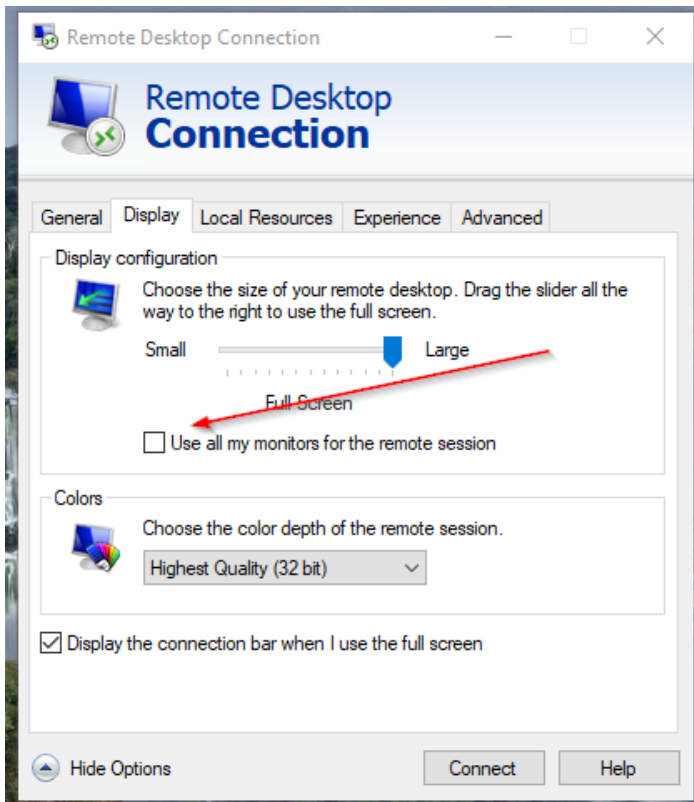 Remote Desktop Connection
Remote Desktop
Connection
General Display Local Resources Experience Advanced
Display configuration
Choose the size of your remote desktop. Drag the slider all the
way to the right to use the full screen.
Small Large
Full Screen
Use all my monitors for the remote session
Colors
Choose the color depth of the remote session.
Highest Quality (32 bit)
Display the connection bar when I use the full screen
Hide Options Connect Help